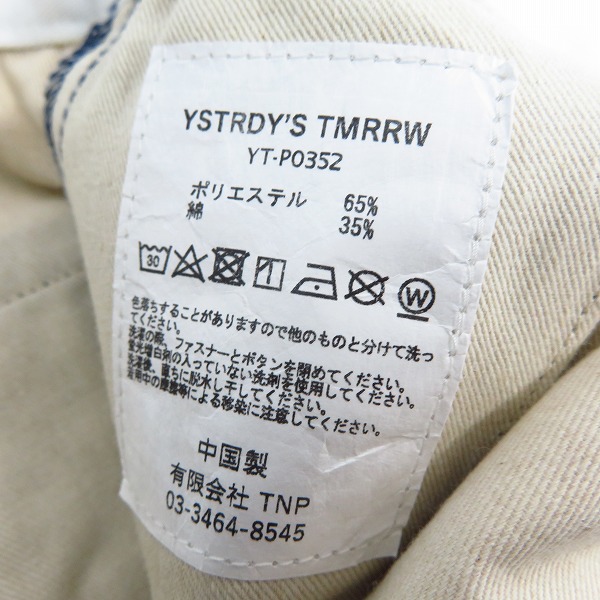 YSTRDY'S TMRRW
YT-P0352
ポリエステル 65%
綿 35%
30
W
色落ちすることがありますので他のものと分けて洗っ
てください。
洗濯の際、ファスナーとボタンを閉めてください。
蛍光増白剤の入っていない洗剤を使用してください。
洗濯後、直ちに脱水し干してください。
着用中の摩擦等による移染に注意してください。
中国製
有限会社 TNP
03-3464-8545